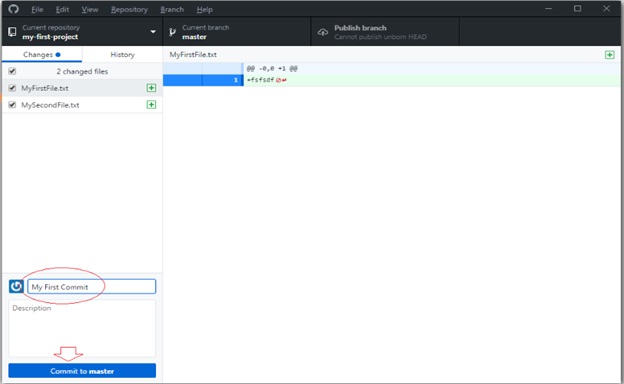 File Edit View Repository Branch Help
Current repository
my-first-project
Current branch
master
Publish branch
Cannot publish unborn HEAD
Changes
History
2 changed files
MyFirstFile.txt
MySecondFile.txt
MyFirstFile.txt
@@ -0,0 +1 @@
1 +fsfsdf
My First Commit
Description
Commit to master